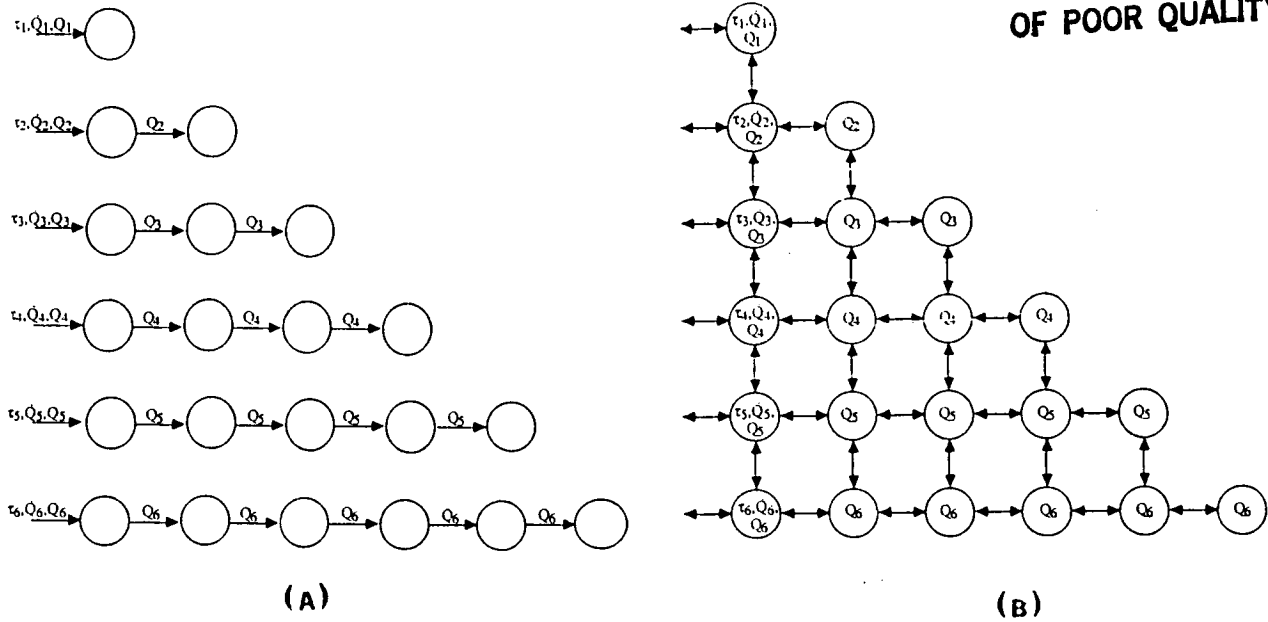 OF POOR QUALITY
τ1,Q̇1,Q1
τ2,Q̇2,Q2 Q2
τ3,Q̇3,Q3 Q3 Q3
τ4,Q̇4,Q4 Q4 Q4 Q4
τ5,Q̇5,Q5 Q5 Q5 Q5 Q5
τ6,Q̇6,Q6 Q6 Q6 Q6 Q6 Q6
(A)
τ1,Q̇1,
Q1
τ2,Q̇2,
Q2
Q2
τ3,Q̇3,
Q3
Q3 Q3
τ4,Q̇4,
Q4
Q4 Q4 Q4
τ5,Q̇5,
Q5
Q5 Q5 Q5 Q5
τ6,Q̇6,
Q6
Q6 Q6 Q6 Q6 Q6
(B)